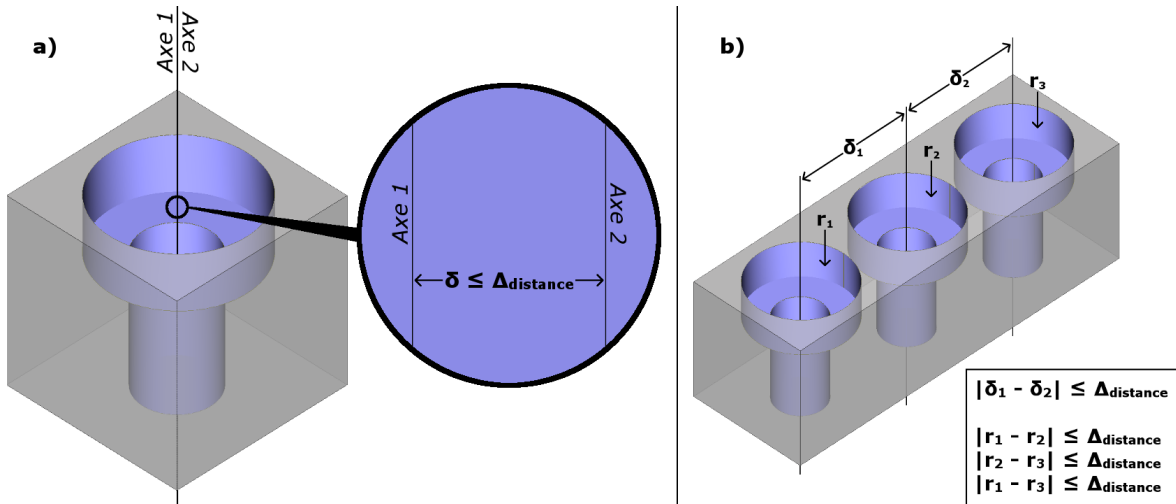 a)
Axe 1
Axe 2
Axe 1
Axe 2
δ ≤ Δdistance
b)
δ₁
δ₂
r₁
r₂
r₃
|δ₁ - δ₂| ≤ Δdistance
|r₁ - r₂| ≤ Δdistance
|r₂ - r₃| ≤ Δdistance
|r₁ - r₃| ≤ Δdistance